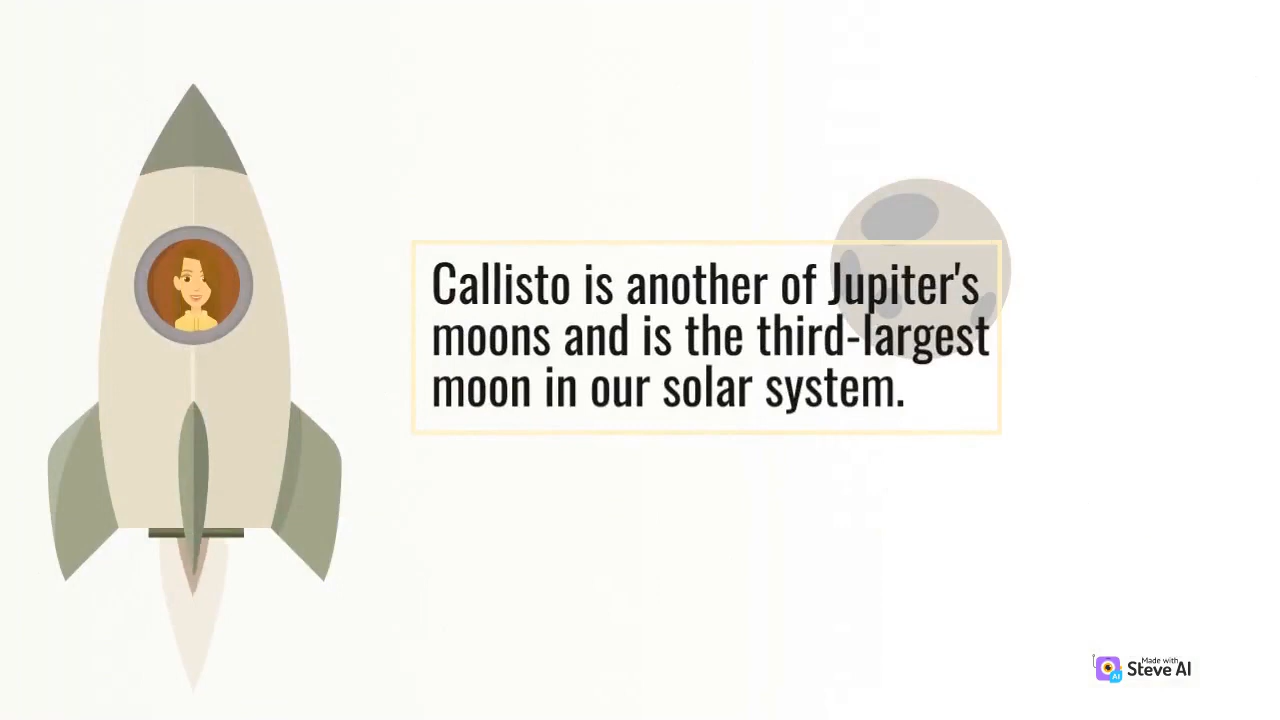 Callisto is another of Jupiter's
moons and is the third-largest
moon in our solar system.
Made with
Steve AI
AI